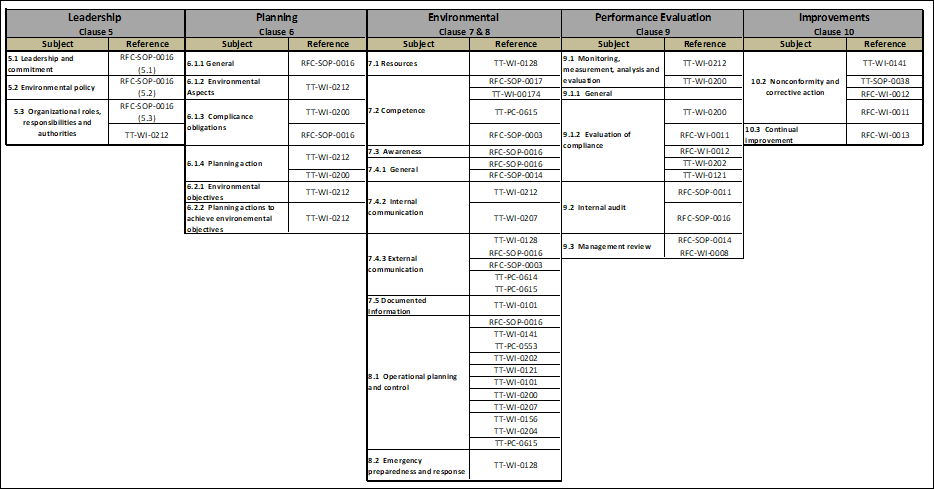 Leadership
Clause 5
Subject Reference
5.1 Leadership and
commitment
RFC-SOP-0016
(5.1)
5.2 Environmental policy
RFC-SOP-0016
(5.2)
5.3 Organizational roles,
responsibilities and
authorities
RFC-SOP-0016
(5.3)
TT-WI-0212
Planning
Clause 6
Subject Reference
6.1.1 General
RFC-SOP-0016
6.1.2 Environmental
Aspects
TT-WI-0212
6.1.3 Complicance
obligations
TT-WI-0200
RFC-SOP-0016
6.1.4 Planning action
TT-WI-0212
TT-WI-0200
6.2.1 Environmental
objectives
TT-WI-0212
6.2.2 Planning actions to
achieve environemental
objectives
TT-WI-0212
Environmental
Clause 7 & 8
Subject Reference
7.1 Resources
TT-WI-0128
7.2 Competence
RFC-SOP-0017
TT-WI-00174
TT-PC-0615
RFC-SOP-0003
7.3 Awareness
RFC-SOP-0016
7.4.1 General
RFC-SOP-0016
RFC-SOP-0014
7.4.2 Internal
communication
TT-WI-0212
TT-WI-0207
7.4.3 External
communication
TT-WI-0128
RFC-SOP-0016
RFC-SOP-0003
TT-PC-0614
TT-PC-0615
7.5 Documented
Information
TT-WI-0101
8.1 Operational planning
and control
RFC-SOP-0016
TT-WI-0141
TT-PC-0553
TT-WI-0202
TT-WI-0121
TT-WI-0101
TT-WI-0200
TT-WI-0207
TT-WI-0156
TT-WI-0204
TT-PC-0615
8.2 Emergency
preparedness and response
TT-WI-0128
Performance Evaluation
Clause 9
Subject Reference
9.1 Monitoring,
measurement, analysis and
evaluation
TT-WI-0212
TT-WI-0200
9.1.1 General
9.1.2 Evaluation of
compliance
TT-WI-0200
RFC-WI-0011
RFC-WI-0012
TT-WI-0202
TT-WI-0121
9.2 Internal audit
RFC-SOP-0011
RFC-SOP-0016
9.3 Management review
RFC-SOP-0014
RFC-WI-0008
Improvements
Clause 10
Subject Reference
10.2 Nonconformity and
corrective action
TT-WI-0141
TT-SOP-0038
RFC-WI-0012
RFC-WI-0011
10.3 Continual
improvement
RFC-WI-0013